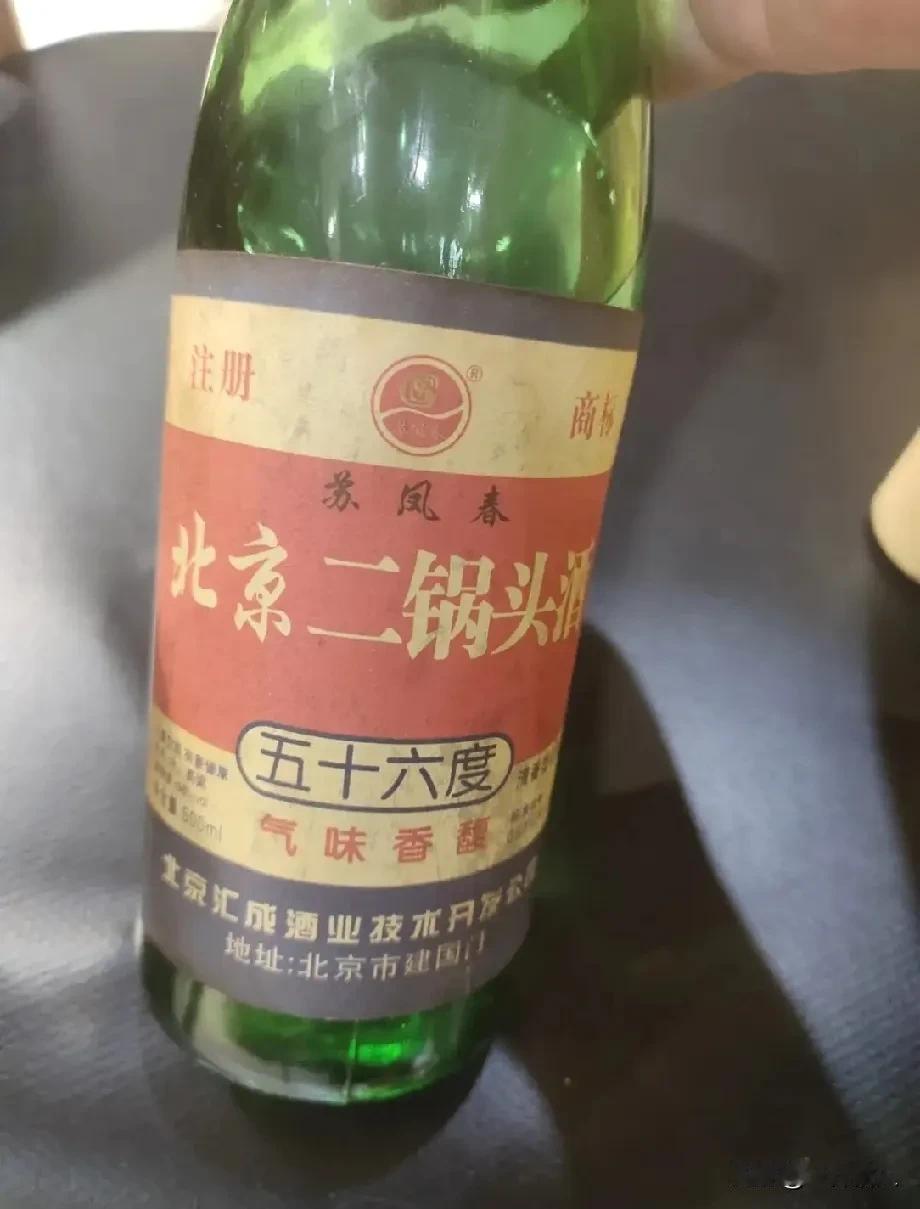 注册 ® 商标
苏凤春
北京二锅头酒
五十六度
500ml
气味香馥
北京汇成酒业技术开发公司
地址:北京市建国